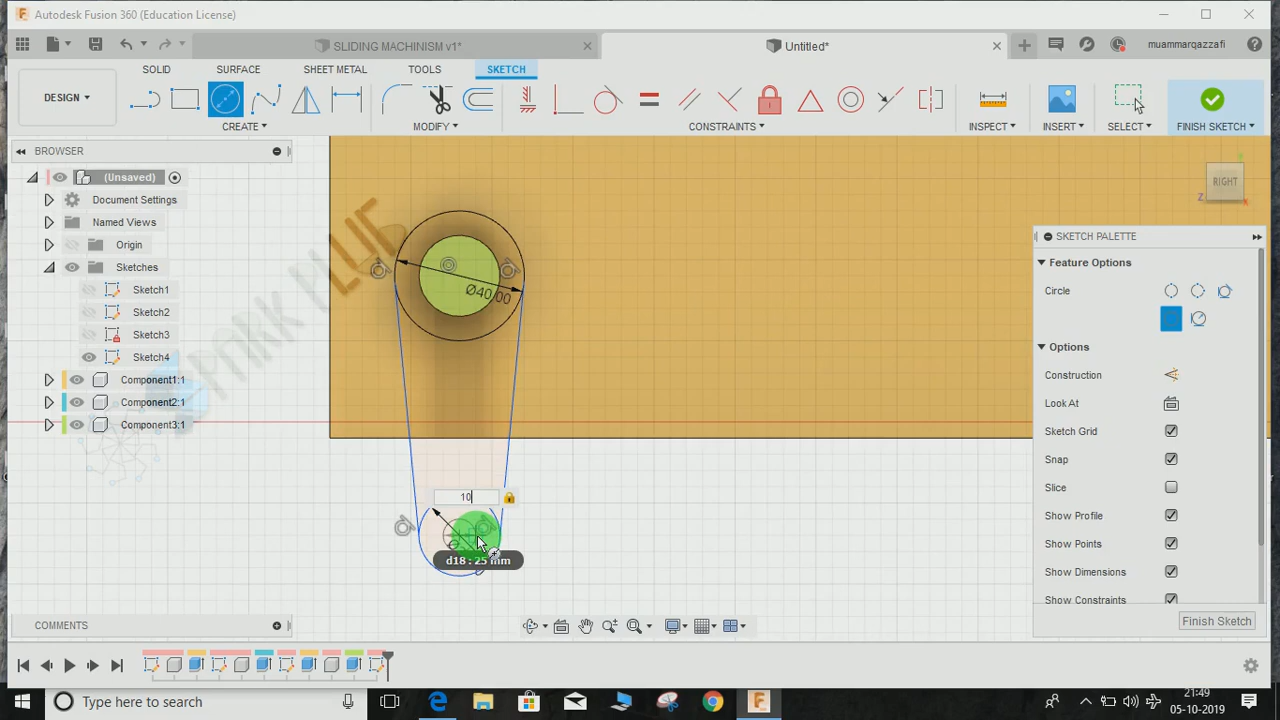 Autodesk Fusion 360 (Education License)
SLIDING MACHINISM v1*
Untitled*
muammarqazzafi
SOLID SURFACE SHEET METAL TOOLS SKETCH
DESIGN
CREATE MODIFY CONSTRAINTS INSPECT INSERT SELECT FINISH SKETCH
BROWSER
(Unsaved)
Document Settings
Named Views
Origin
Sketches
Sketch1
Sketch2
Sketch3
Sketch4
Component1:1
Component2:1
Component3:1
SPARK PLUG
Ø40.00
10
d18 : 25 mm
RIGHT
Z
X
SKETCH PALETTE
Feature Options
Circle
Options
Construction
Look At
Sketch Grid
Snap
Slice
Show Profile
Show Points
Show Dimensions
Show Constraints
Finish Sketch
COMMENTS
Type here to search
21:49
05-10-2019